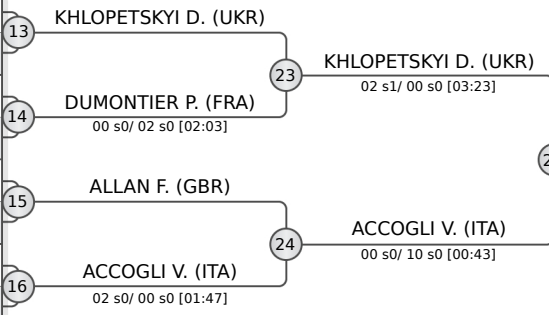 KHLOPETSKYI D. (UKR)
13
23
KHLOPETSKYI D. (UKR)
02 s1/ 00 s0 [03:23]
DUMONTIER P. (FRA)
14
00 s0/ 02 s0 [02:03]
ALLAN F. (GBR)
15
24
ACCOGLI V. (ITA)
00 s0/ 10 s0 [00:43]
ACCOGLI V. (ITA)
16
02 s0/ 00 s0 [01:47]